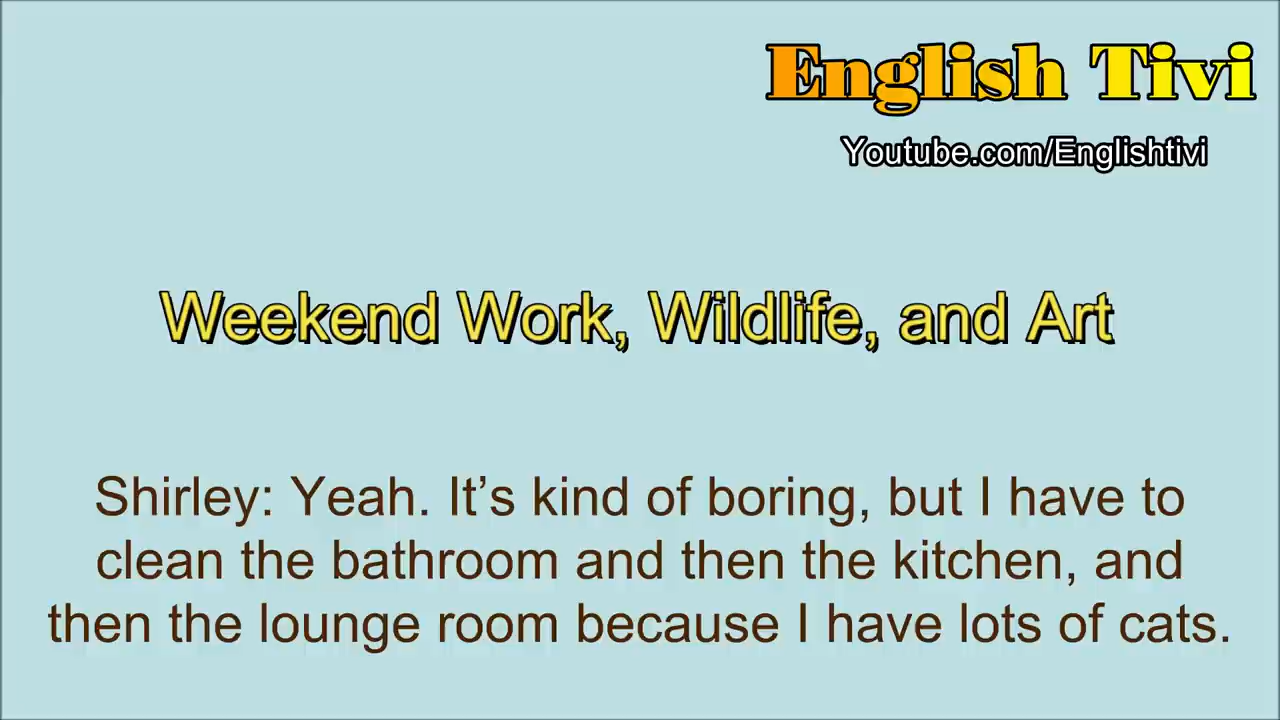 English Tivi
Youtube.com/Englishtivi
Weekend Work, Wildlife, and Art
Shirley: Yeah. It’s kind of boring, but I have to
clean the bathroom and then the kitchen, and
then the lounge room because I have lots of cats.